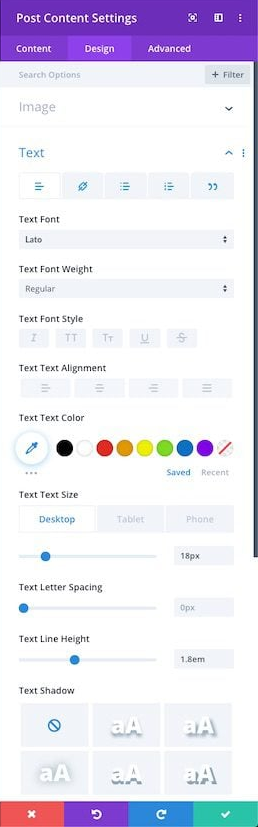 Post Content Settings
Content Design Advanced
Search Options + Filter
Image
Text
Text Font
Lato
Text Font Weight
Regular
Text Font Style
I TT Tт U S
Text Text Alignment
Text Text Color
Saved Recent
Text Text Size
Desktop Tablet Phone
18px
Text Letter Spacing
0px
Text Line Height
1.8em
Text Shadow
aA aA
aA aA aA